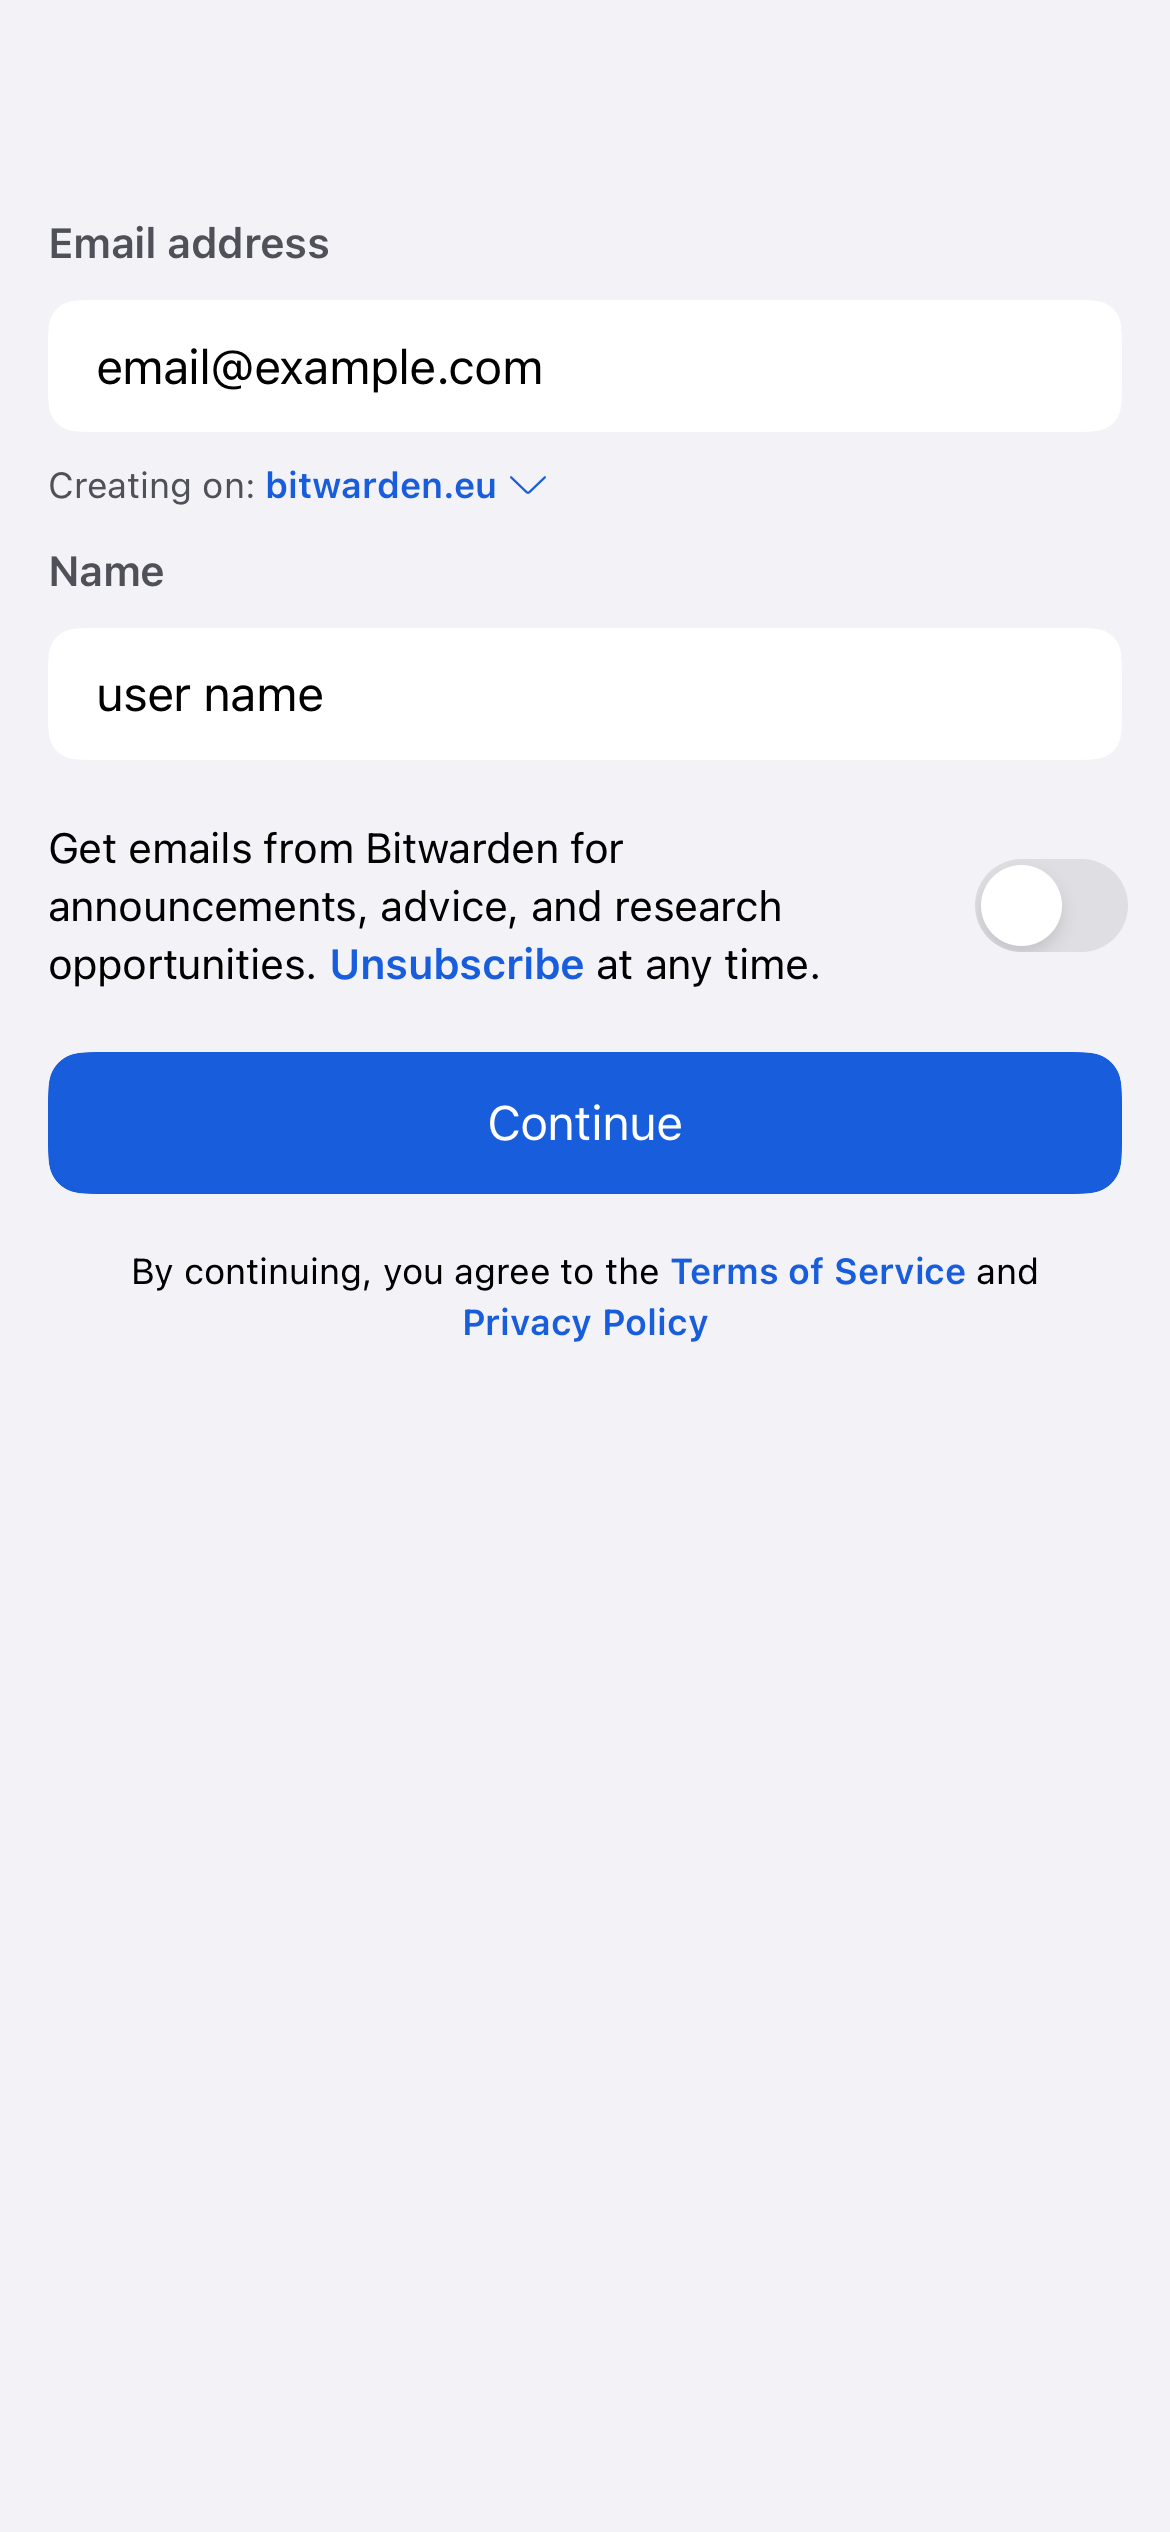 Email address
email@example.com
Creating on: bitwarden.eu
Name
user name
Get emails from Bitwarden for
announcements, advice, and research
opportunities. Unsubscribe at any time.
Continue
By continuing, you agree to the Terms of Service and
Privacy Policy